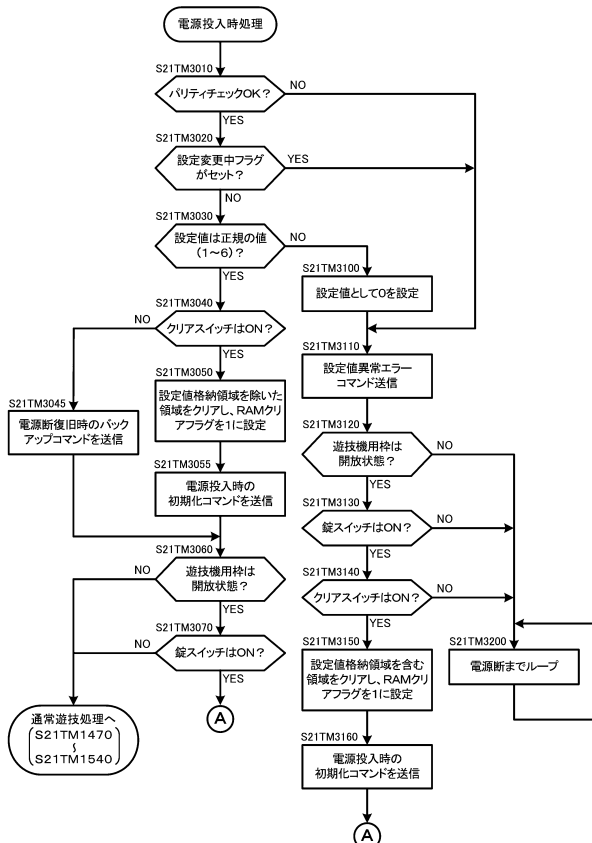 電源投入時処理
S21TM3010
パリティチェックOK?
NO
YES
S21TM3020
設定変更中フラグ
がセット?
YES
NO
S21TM3030
設定値は正規の値
(1~6)?
NO
YES
S21TM3040
クリアスイッチはON?
NO
YES
S21TM3045
電源断復旧時のバック
アップコマンドを送信
S21TM3050
設定値格納領域を除いた
領域をクリアし、RAMクリ
アフラグを1に設定
S21TM3055
電源投入時の
初期化コマンドを送信
S21TM3060
遊技機用枠は
開放状態?
NO
YES
S21TM3070
錠スイッチはON?
NO
YES
A
通常遊技処理へ
S21TM1470
~
S21TM1540
S21TM3100
設定値として0を設定
S21TM3110
設定値異常エラー
コマンド送信
S21TM3120
遊技機用枠は
開放状態?
NO
YES
S21TM3130
錠スイッチはON?
NO
YES
S21TM3140
クリアスイッチはON?
NO
YES
S21TM3150
設定値格納領域を含む
領域をクリアし、RAMクリ
アフラグを1に設定
S21TM3160
電源投入時の
初期化コマンドを送信
A
S21TM3200
電源断までループ